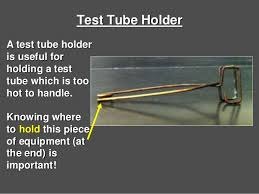 Test Tube Holder
A test tube holder
is useful for
holding a test
tube which is too
hot to handle.
Knowing where
to hold this piece
of equipment (at
the end) is
important!